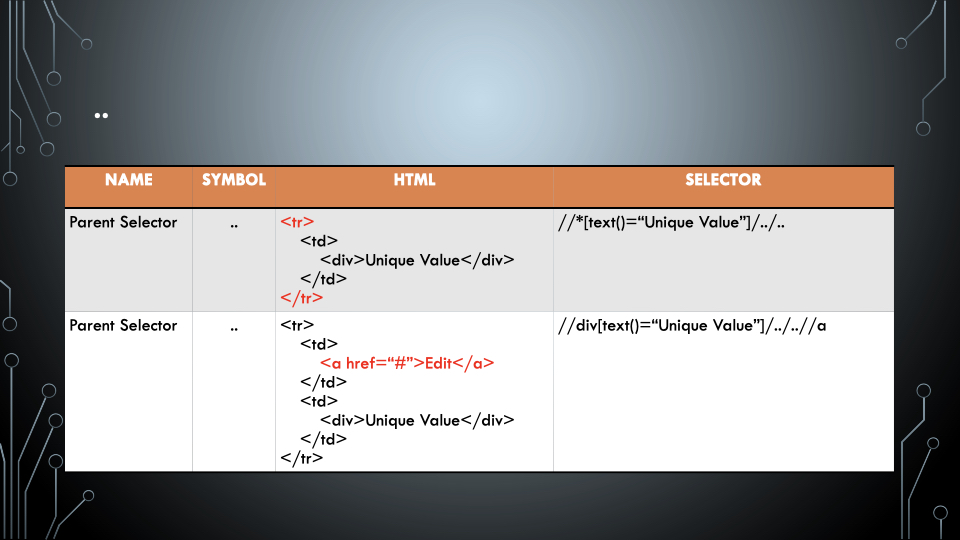 ..
NAME SYMBOL HTML SELECTOR
Parent Selector .. <tr> //*[text()=“Unique Value”]/../..
<td>
<div>Unique Value</div>
</td>
</tr>
Parent Selector .. <tr> //div[text()=“Unique Value”]/../..//a
<td>
<a href=“#”>Edit</a>
</td>
<td>
<div>Unique Value</div>
</td>
</tr>